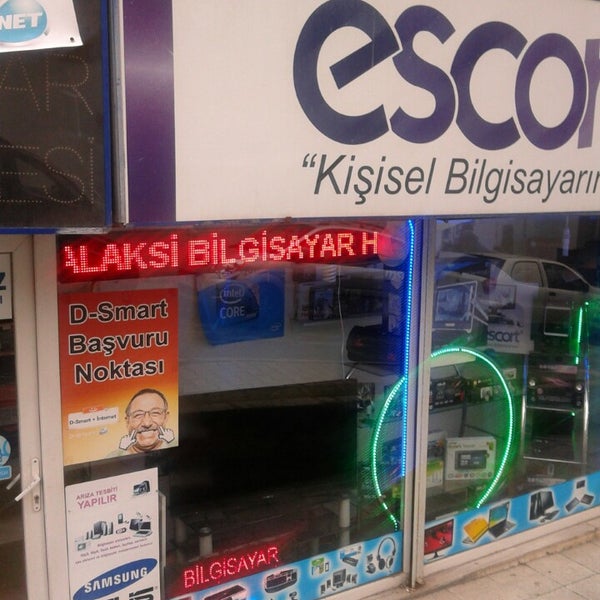 NET
escor
"Kişisel Bilgisayarın
ALAKSİ BİLGİSAYAR H
D-Smart
Başvuru
Noktası
D-Smart + İnternet
intel
CORE
escort
ARIZA TESBİTİ
YAPILIR
SAMSUNG
BİLGİSAYAR